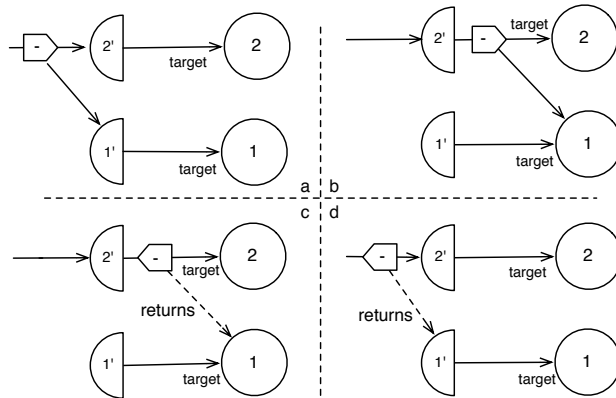 -
2'
target
2
1'
target
1
a
2'
-
target
2
1'
target
1
b
c
2'
-
target
2
returns
1'
target
1
d
-
2'
target
2
returns
1'
target
1